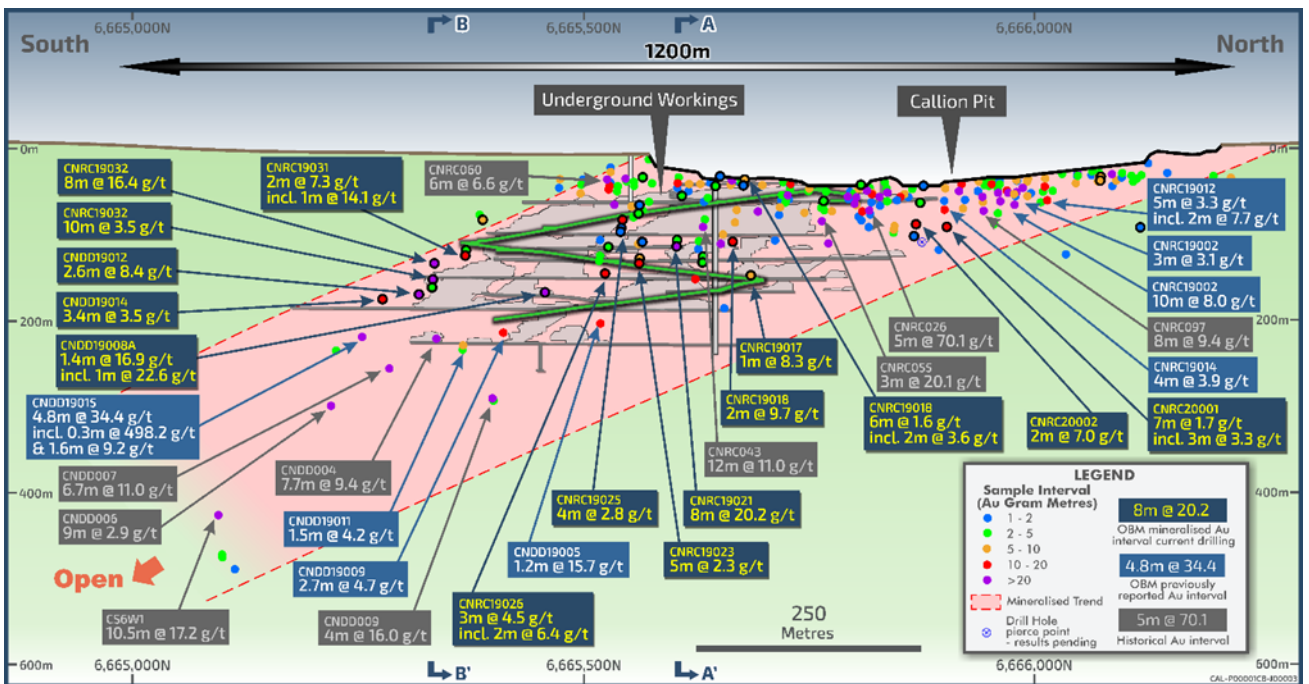 6,665,000N
B
6,665,500N
A
6,666,000N
South
1200m
North
Underground Workings
Callion Pit
0m
0m
CNRC19032
8m @ 16.4 g/t
CNRC19031
2m @ 7.3 g/t
incl. 1m @ 14.1 g/t
CNRC060
6m @ 6.6 g/t
CNRC19032
10m @ 3.5 g/t
CNDD19012
2.6m @ 8.4 g/t
CNDD19014
3.4m @ 3.5 g/t
CNDD19008A
1.4m @ 16.9 g/t
incl. 1m @ 22.6 g/t
CNDD19015
4.8m @ 34.4 g/t
incl. 0.3m @ 498.2 g/t
& 1.6m @ 9.2 g/t
CNDD007
6.7m @ 11.0 g/t
CNDD006
9m @ 2.9 g/t
Open
CS6W1
10.5m @ 17.2 g/t
CNDD004
7.7m @ 9.4 g/t
CNDD19011
1.5m @ 4.2 g/t
CNDD19009
2.7m @ 4.7 g/t
CNDD009
4m @ 16.0 g/t
CNRC19026
3m @ 4.5 g/t
incl. 2m @ 6.4 g/t
CNDD19005
1.2m @ 15.7 g/t
CNRC19025
4m @ 2.8 g/t
CNRC19023
5m @ 2.3 g/t
CNRC19021
8m @ 20.2 g/t
CNRC043
12m @ 11.0 g/t
CNRC19018
2m @ 9.7 g/t
CNRC19017
1m @ 8.3 g/t
CNRC19018
6m @ 1.6 g/t
incl. 2m @ 3.6 g/t
CNRC055
3m @ 20.1 g/t
CNRC026
5m @ 70.1 g/t
CNRC20002
2m @ 7.0 g/t
CNRC20001
7m @ 1.7 g/t
incl. 3m @ 3.3 g/t
CNRC19014
4m @ 3.9 g/t
CNRC097
8m @ 9.4 g/t
CNRC19002
10m @ 8.0 g/t
CNRC19002
3m @ 3.1 g/t
CNRC19012
5m @ 3.3 g/t
incl. 2m @ 7.7 g/t
200m
200m
400m
400m
600m
600m
250
Metres
LEGEND
Sample Interval
(Au Gram Metres)
1 - 2
2 - 5
5 - 10
10 - 20
>20
Mineralised Trend
Drill Hole
pierce point
- results pending
8m @ 20.2
OBM mineralised Au
interval current drilling
4.8m @ 34.4
OBM previously
reported Au interval
5m @ 70.1
Historical Au interval
6,665,000N
B'
6,665,500N
A'
6,666,000N
CAL-P00001CB-J00003